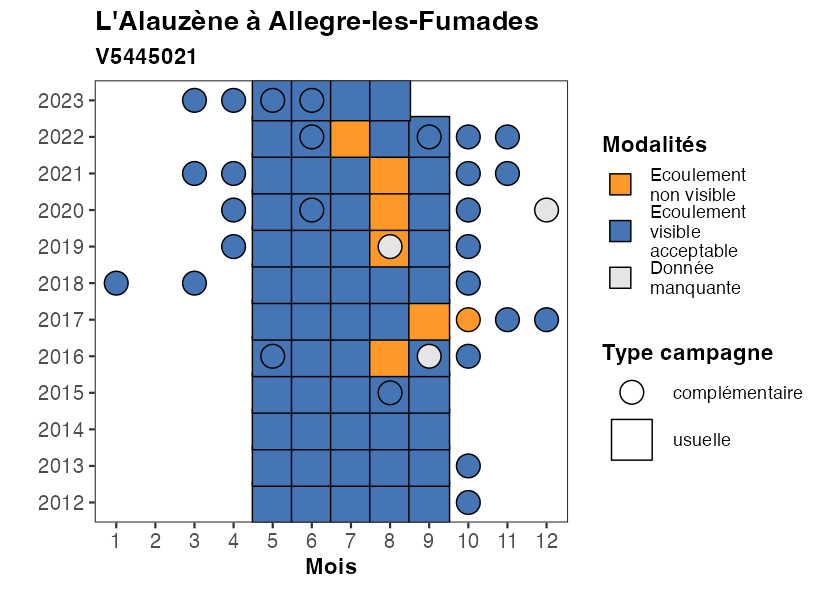 L'Alauzène à Allegre-les-Fumades
V5445021
2023
2022
2021
2020
2019
2018
2017
2016
2015
2014
2013
2012
1 2 3 4 5 6 7 8 9 10 11 12
Mois
Modalités
Ecoulement
non visible
Ecoulement
visible
acceptable
Donnée
manquante
Type campagne
complémentaire
usuelle